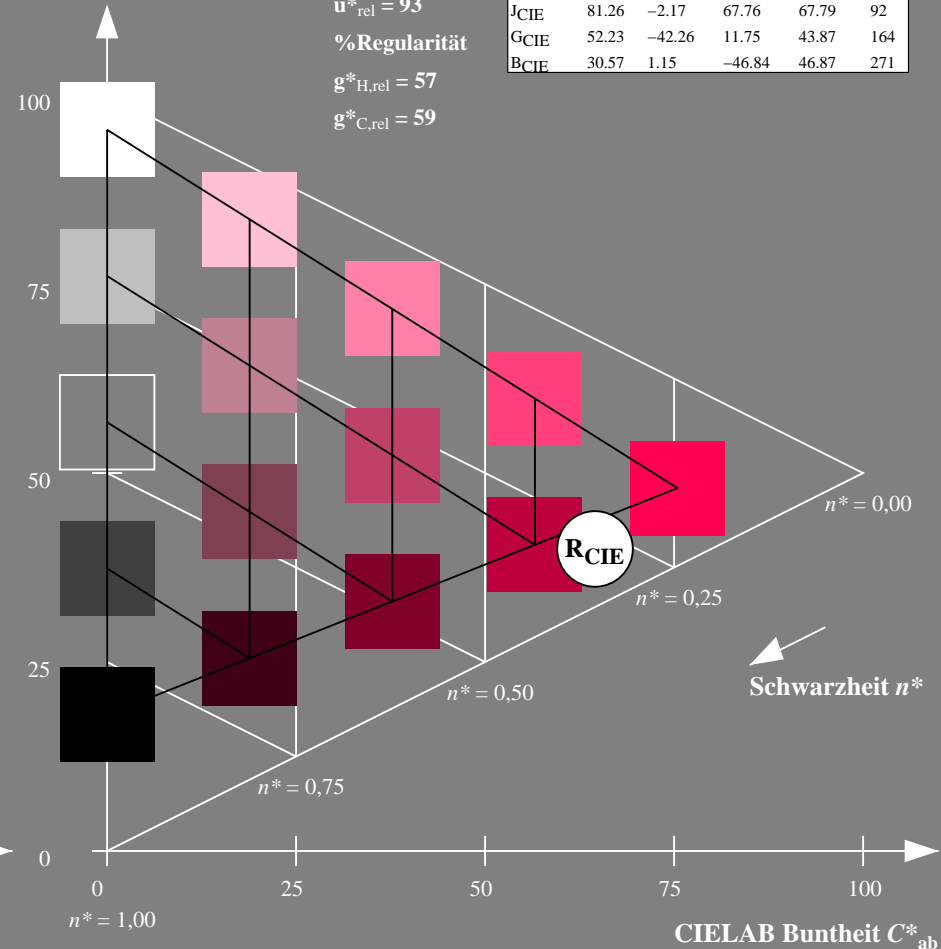 u*rel = 93
%Regularität
g*H,rel = 57
g*C,rel = 59
JCIE 81.26 −2.17 67.76 67.79 92
GCIE 52.23 −42.26 11.75 43.87 164
BCIE 30.57 1.15 −46.84 46.87 271
100
75
50
25
0
RCIE
n* = 0,00
n* = 0,25
Schwarzheit n*
n* = 0,50
n* = 0,75
0 25 50 75 100
n* = 1,00
CIELAB Buntheit C*ab